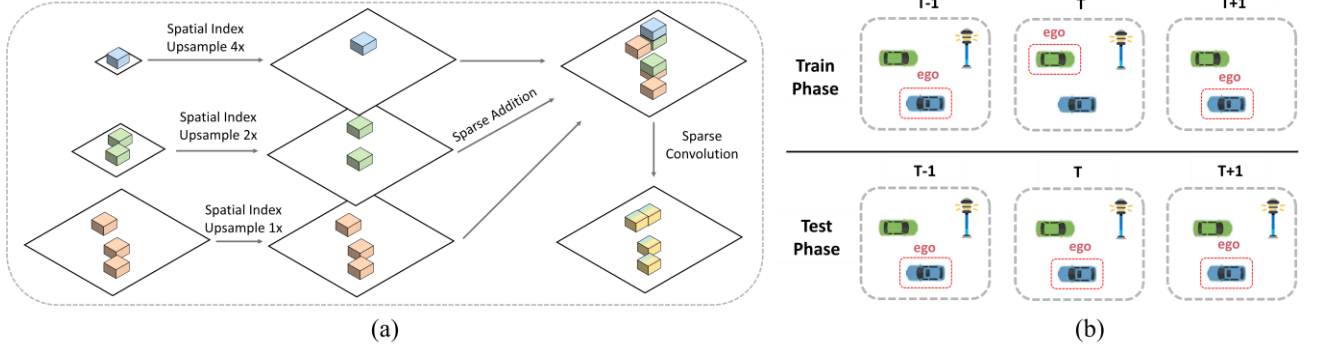 Spatial Index
Upsample 4x
Spatial Index
Upsample 2x
Spatial Index
Upsample 1x
Sparse Addition
Sparse
Convolution
(a)
T-1
T
T+1
Train
Phase
ego
ego
ego
T-1
T
T+1
Test
Phase
ego
ego
ego
(b)